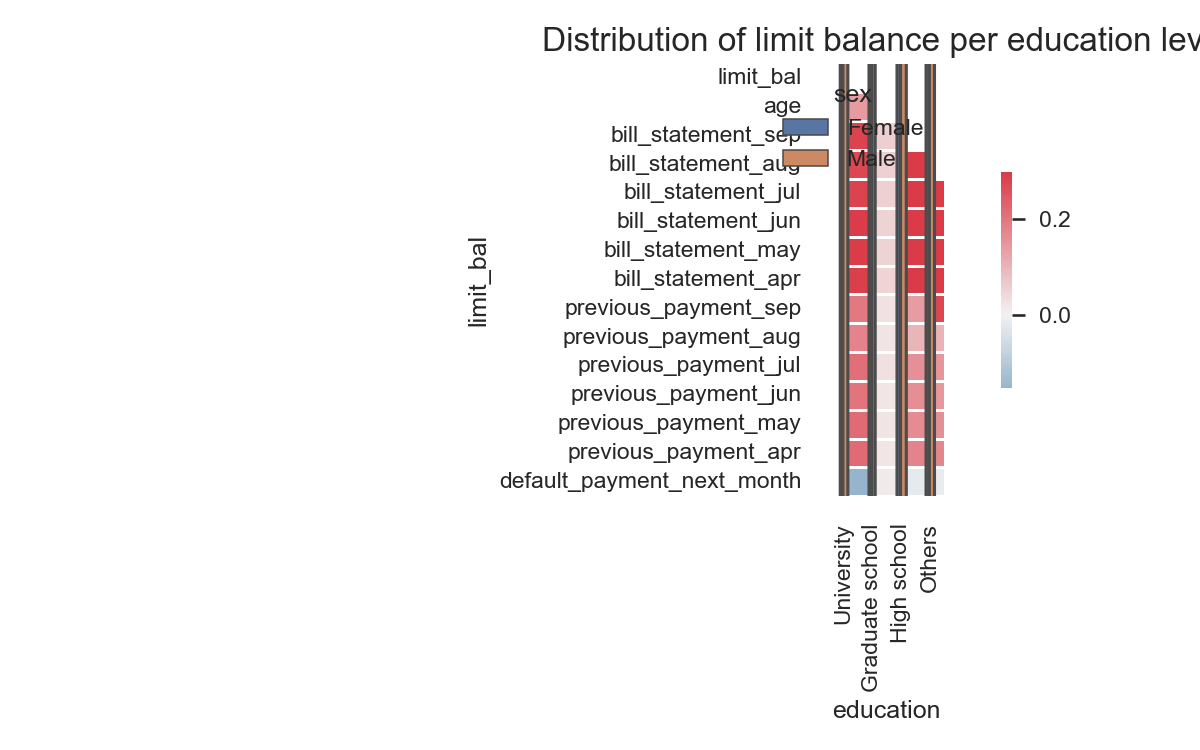 Distribution of limit balance per education lev
limit_bal
age
bill_statement_sep
bill_statement_aug
bill_statement_jul
bill_statement_jun
bill_statement_may
bill_statement_apr
previous_payment_sep
previous_payment_aug
previous_payment_jul
previous_payment_jun
previous_payment_may
previous_payment_apr
default_payment_next_month
limit_bal
sex
Female
Male
0.2
0.0
University
Graduate school
High school
Others
education